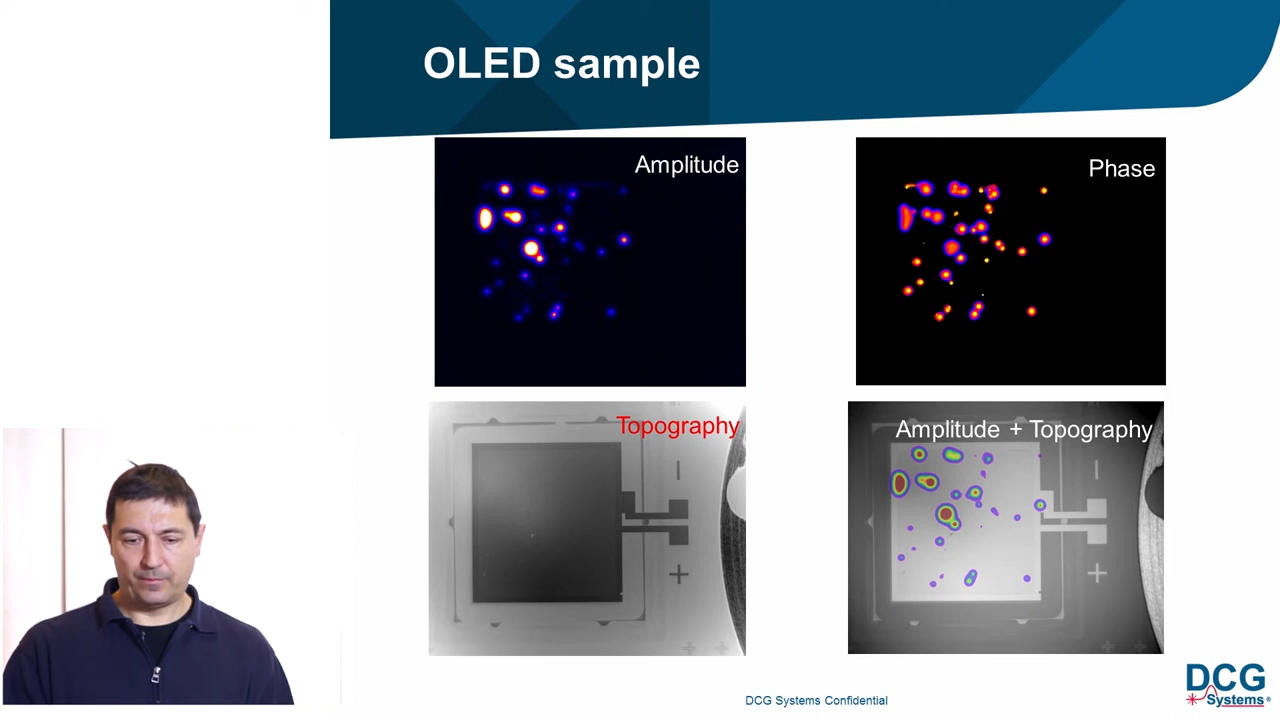 OLED sample
Amplitude
Phase
Topography
Amplitude + Topography
DCG Systems Confidential
DCG
Systems®